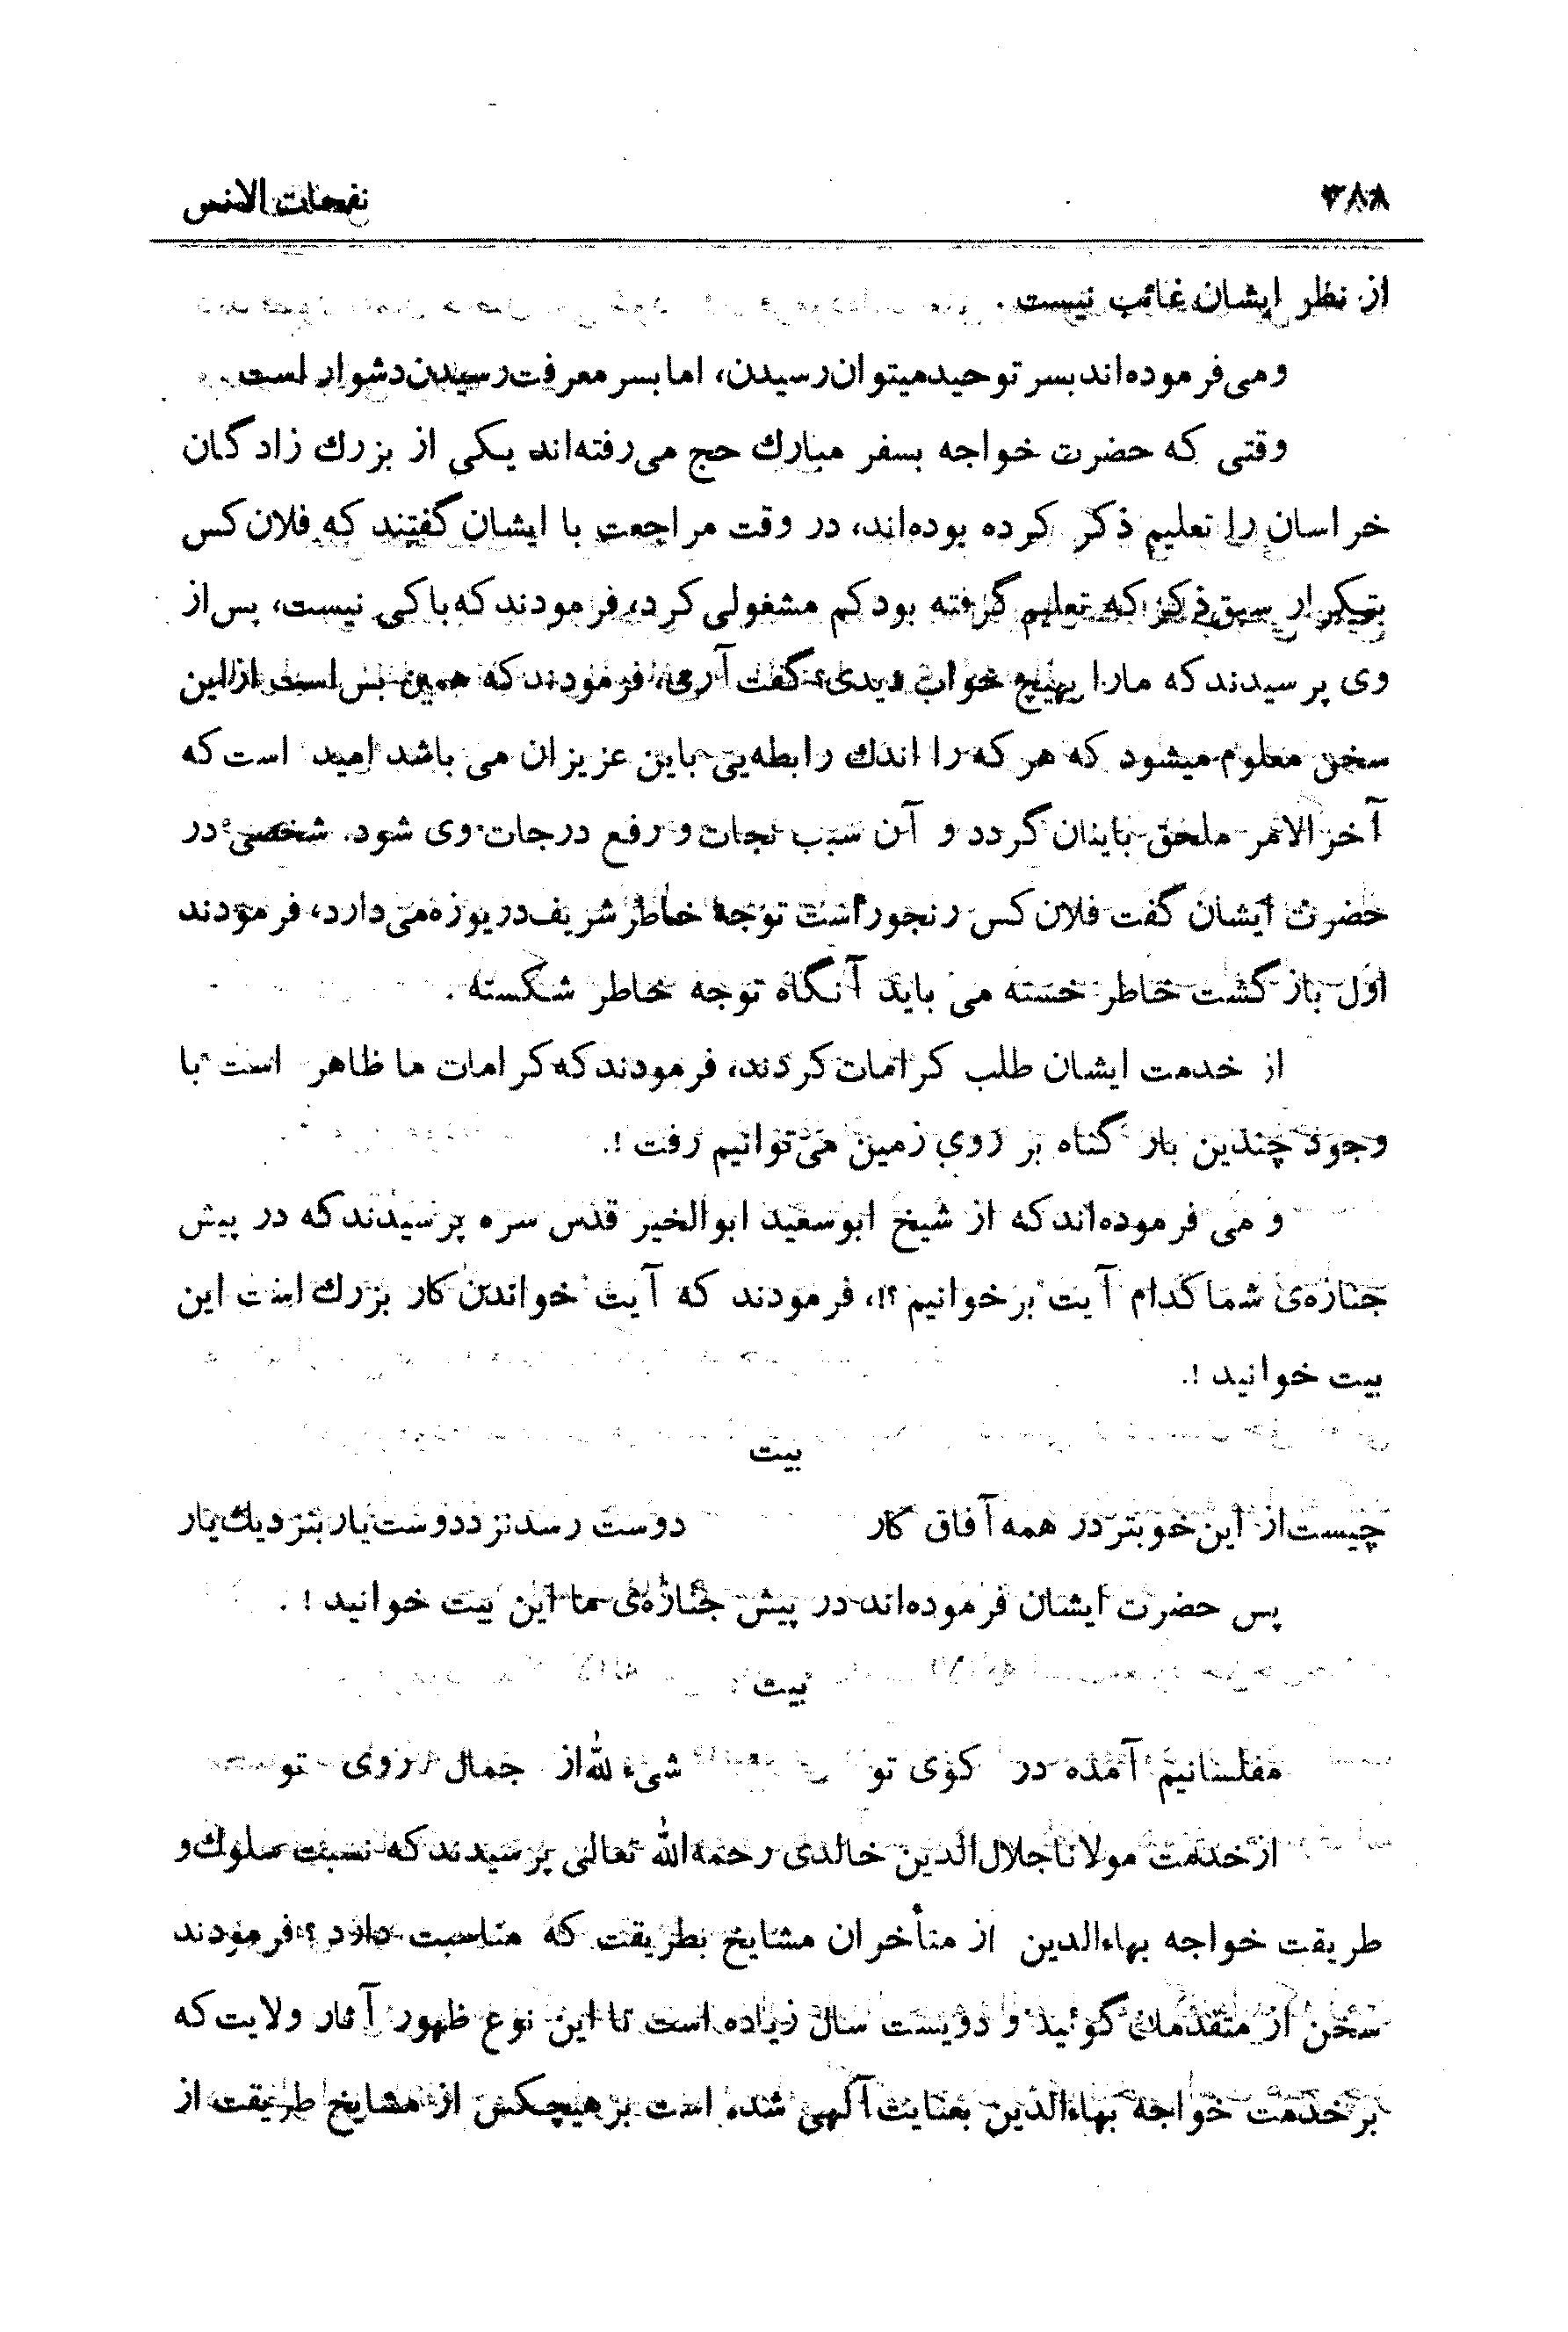 ۳۸۸
نفحات الانس
از نظر ایشان غائب نیست.
و می‌فرموده‌اند بسر توحید میتوان رسیدن، اما بسر معرفت رسیدن دشوار است
وقتی که حضرت خواجه بسفر مبارك حج می‌رفته‌اند یکی از بزرك زادگان
خراسان را تعلیم ذکر کرده بوده‌اند، در وقت مراجعت با ایشان گفتند که فلان کس
بتکرار سبق ذکر که تعلیم گرفته بود کم مشغولی کرد، فرمودند که باکی نیست، پس از
وی پرسیدند که مارا بهیچ خواب دیدی؟ گفت آری، فرمودند که همین بس است از این
سخن معلوم میشود که هر که را اندك رابطه‌یی باین عزیزان می باشد امید است که
آخر الامر ملحق باینان گردد و آن سبب نجات و رفع درجات وی شود. شخصی در
حضرت ایشان گفت فلان کس رنجور است توجه خاطر شریف دریوزه می‌دارد، فرمودند
اول باز گشت خاطر خسته می باید آنگاه توجه خاطر شکسته .
از خدمت ایشان طلب کرامات کردند، فرمودند که کرامات ما ظاهر است با
وجود چندین بار گناه بر روی زمین می‌توانیم رفت !.
و می فرموده‌اند که از شیخ ابوسعید ابوالخیر قدس سره پرسیدند که در پیش
جنازه‌ی شما کدام آیت برخوانیم ؟!، فرمودند که آیت خواندن کار بزرك است این
بیت خوانید !.
بیت
چیست از این خوبتر در همه آفاق کار دوست رسد نزد دوست یار بنزدیك یار
پس حضرت ایشان فرموده‌اند در پیش جنازه‌ی ما این بیت خوانید ! .
بیت
مفلسانیم آمده در کوی تو شیء لله از جمال روی تو
از خدمت مولانا جلال‌الدین خالدی رحمه‌الله تعالی پرسیدند که نسبت سلوك و
طریقت خواجه بهاءالدین از متأخران مشایخ بطریقت که مناسبت دارد ؟ فرمودند
سخن از متقدمان گوئید و دویست سال زیاده است تا این نوع ظهور آثار ولایت که
بر خدمت خواجه بهاءالدین بعنایت آلهی شده است بر هیچکس از مشایخ طریقت از